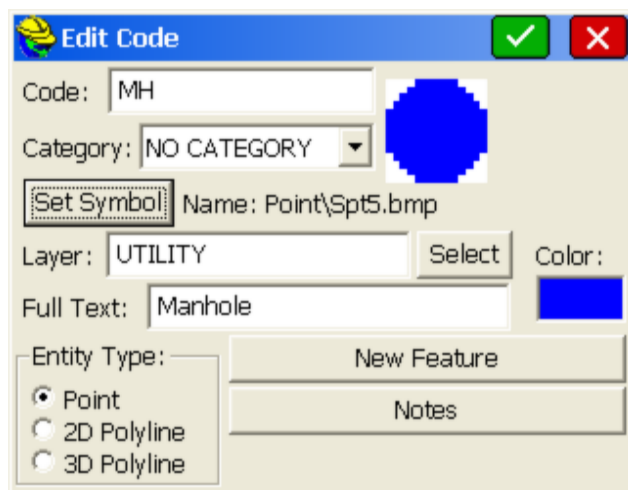 Edit Code
Code: MH
Category: NO CATEGORY
Set Symbol Name: Point\Spt5.bmp
Layer: UTILITY Select Color:
Full Text: Manhole
Entity Type: New Feature
Point Notes
2D Polyline
3D Polyline